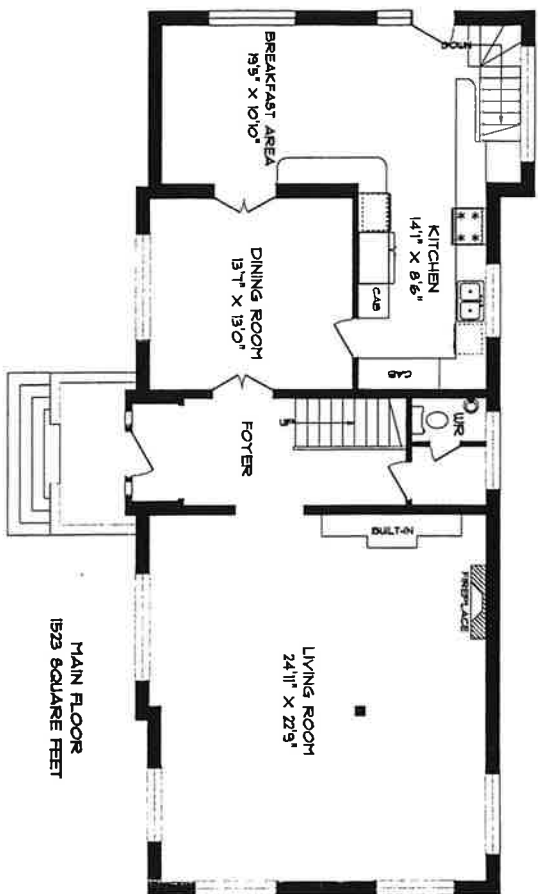 DOWN
BREAKFAST AREA
19'5" X 10'10"
KITCHEN
14'1" X 8'6"
CAB
DINING ROOM
13'7" X 13'0"
CAB
W/R
FOYER
BUILT-IN
FIREPLACE
LIVING ROOM
24'11" X 22'9"
MAIN FLOOR
1523 SQUARE FEET